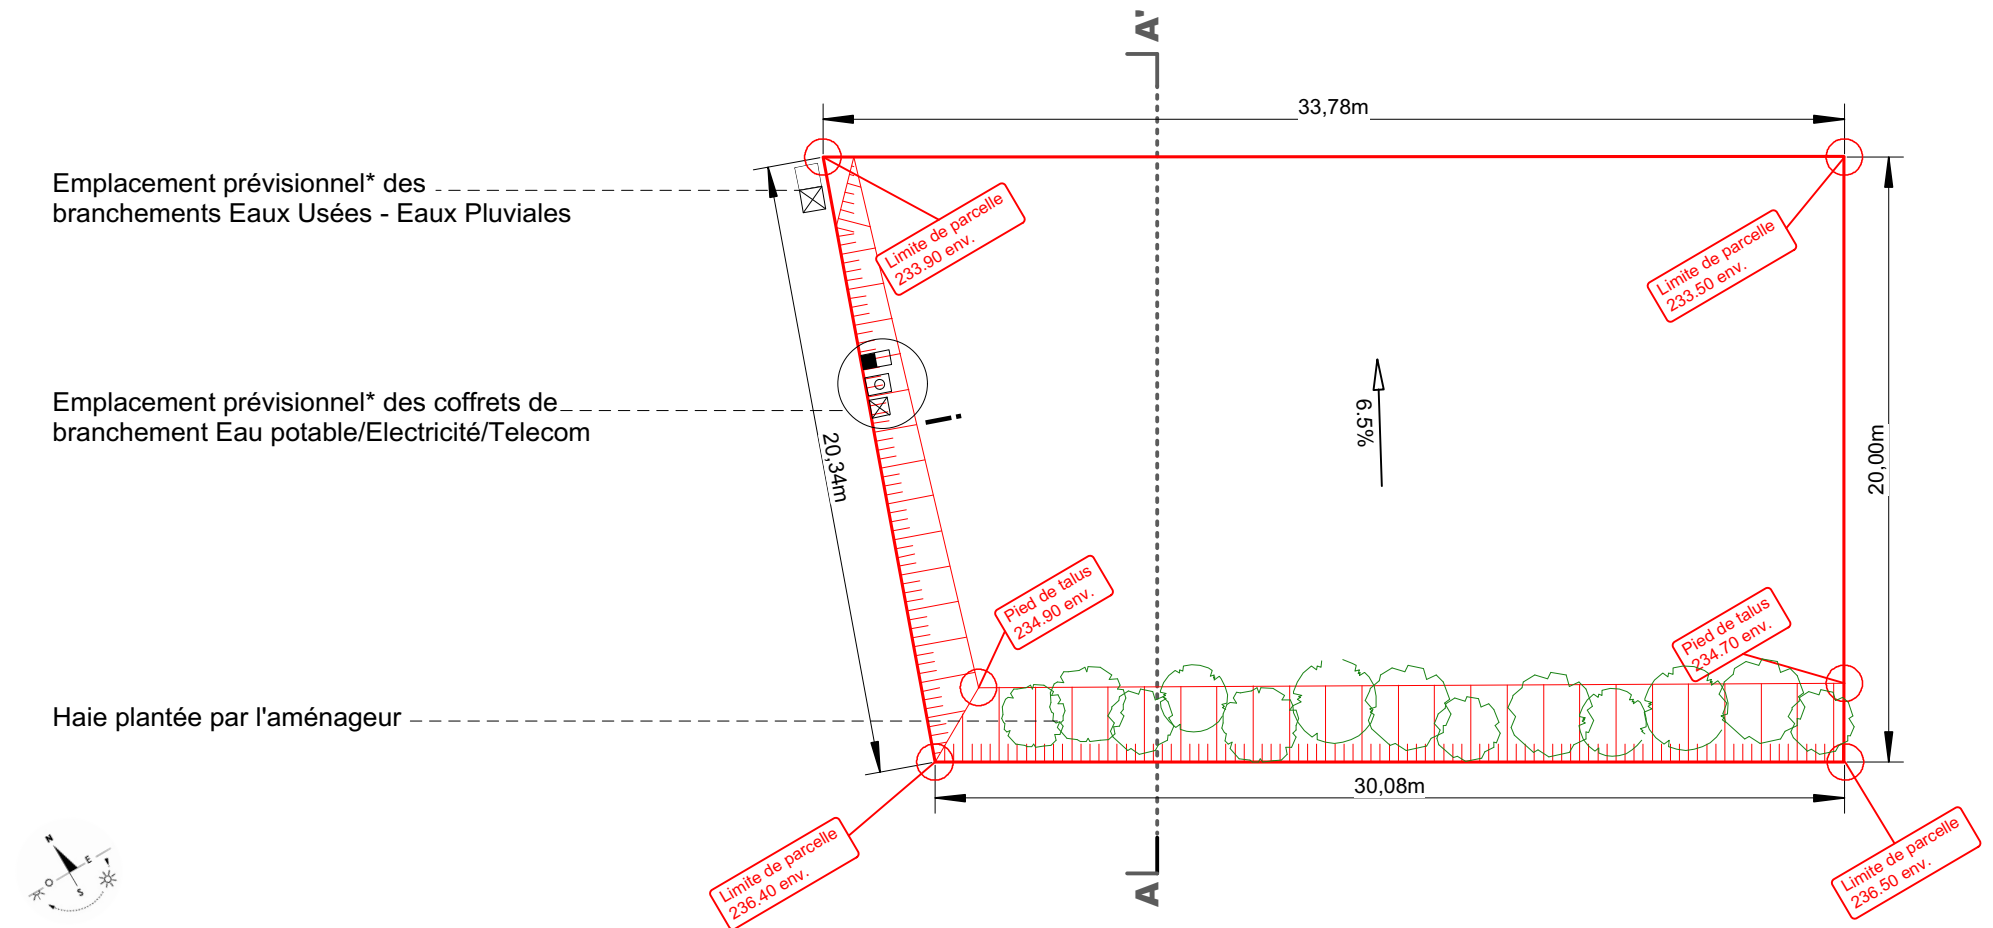 A'
33,78m
Emplacement prévisionnel* des
branchements Eaux Usées - Eaux Pluviales
Limite de parcelle
233.90 env.
Limite de parcelle
233.50 env.
Emplacement prévisionnel* des coffrets de
branchement Eau potable/Electricité/Telecom
i
20,34m
6.5%
20,00m
Pied de talus
234.90 env.
Pied de talus
234.70 env.
Haie plantée par l'aménageur
30,08m
Limite de parcelle
236.40 env.
Limite de parcelle
236.50 env.
A
N
E
O
S